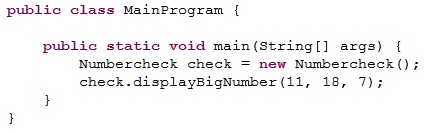 public class MainProgram {
    public static void main(String[] args) {
        Numbercheck check = new Numbercheck();
        check.displayBigNumber(11, 18, 7);
    }
}